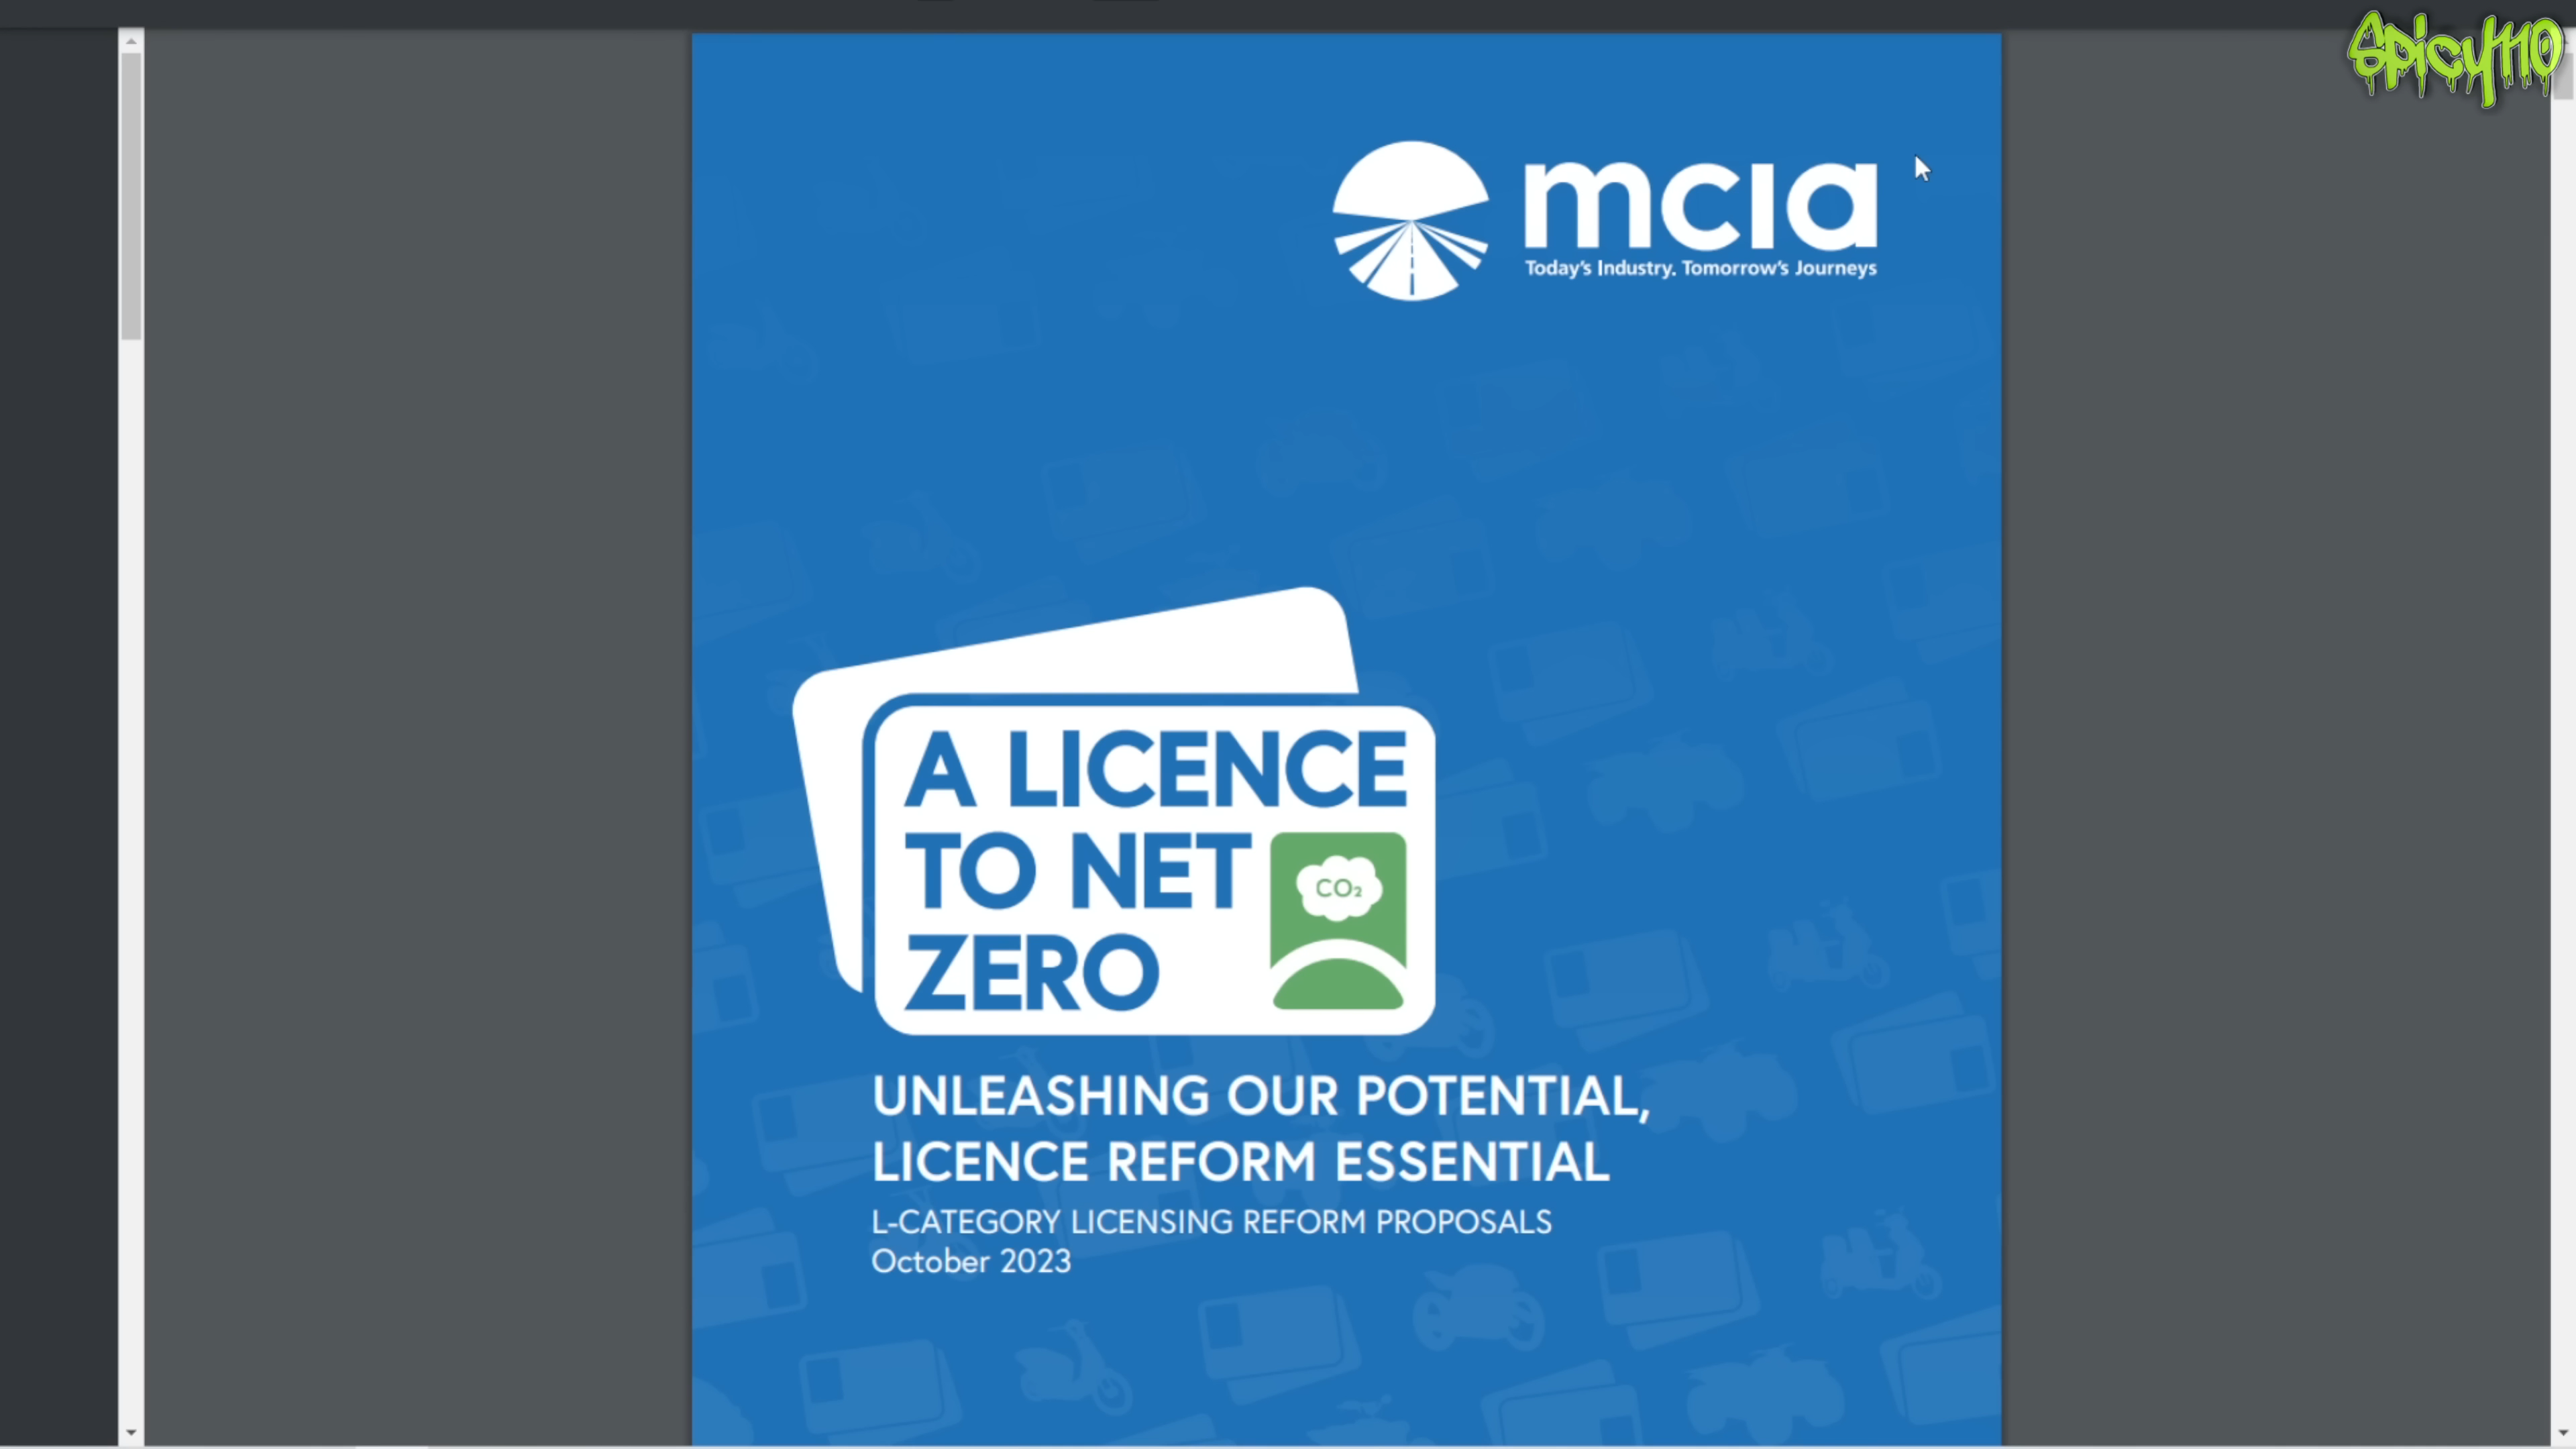 SpicyMO
mcia
Today's Industry. Tomorrow's Journeys
A LICENCE
TO NET
ZERO
CO₂
UNLEASHING OUR POTENTIAL,
LICENCE REFORM ESSENTIAL
L-CATEGORY LICENSING REFORM PROPOSALS
October 2023